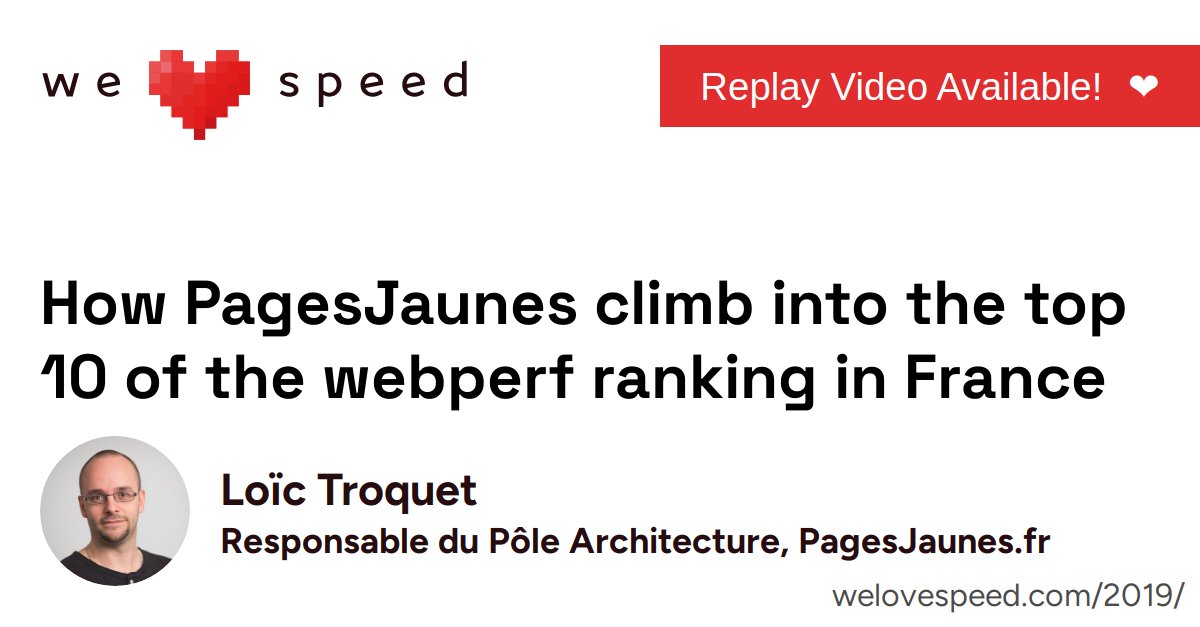 we ❤ speed
Replay Video Available! ❤
How PagesJaunes climb into the top
10 of the webperf ranking in France
Loïc Troquet
Responsable du Pôle Architecture, PagesJaunes.fr
welovespeed.com/2019/